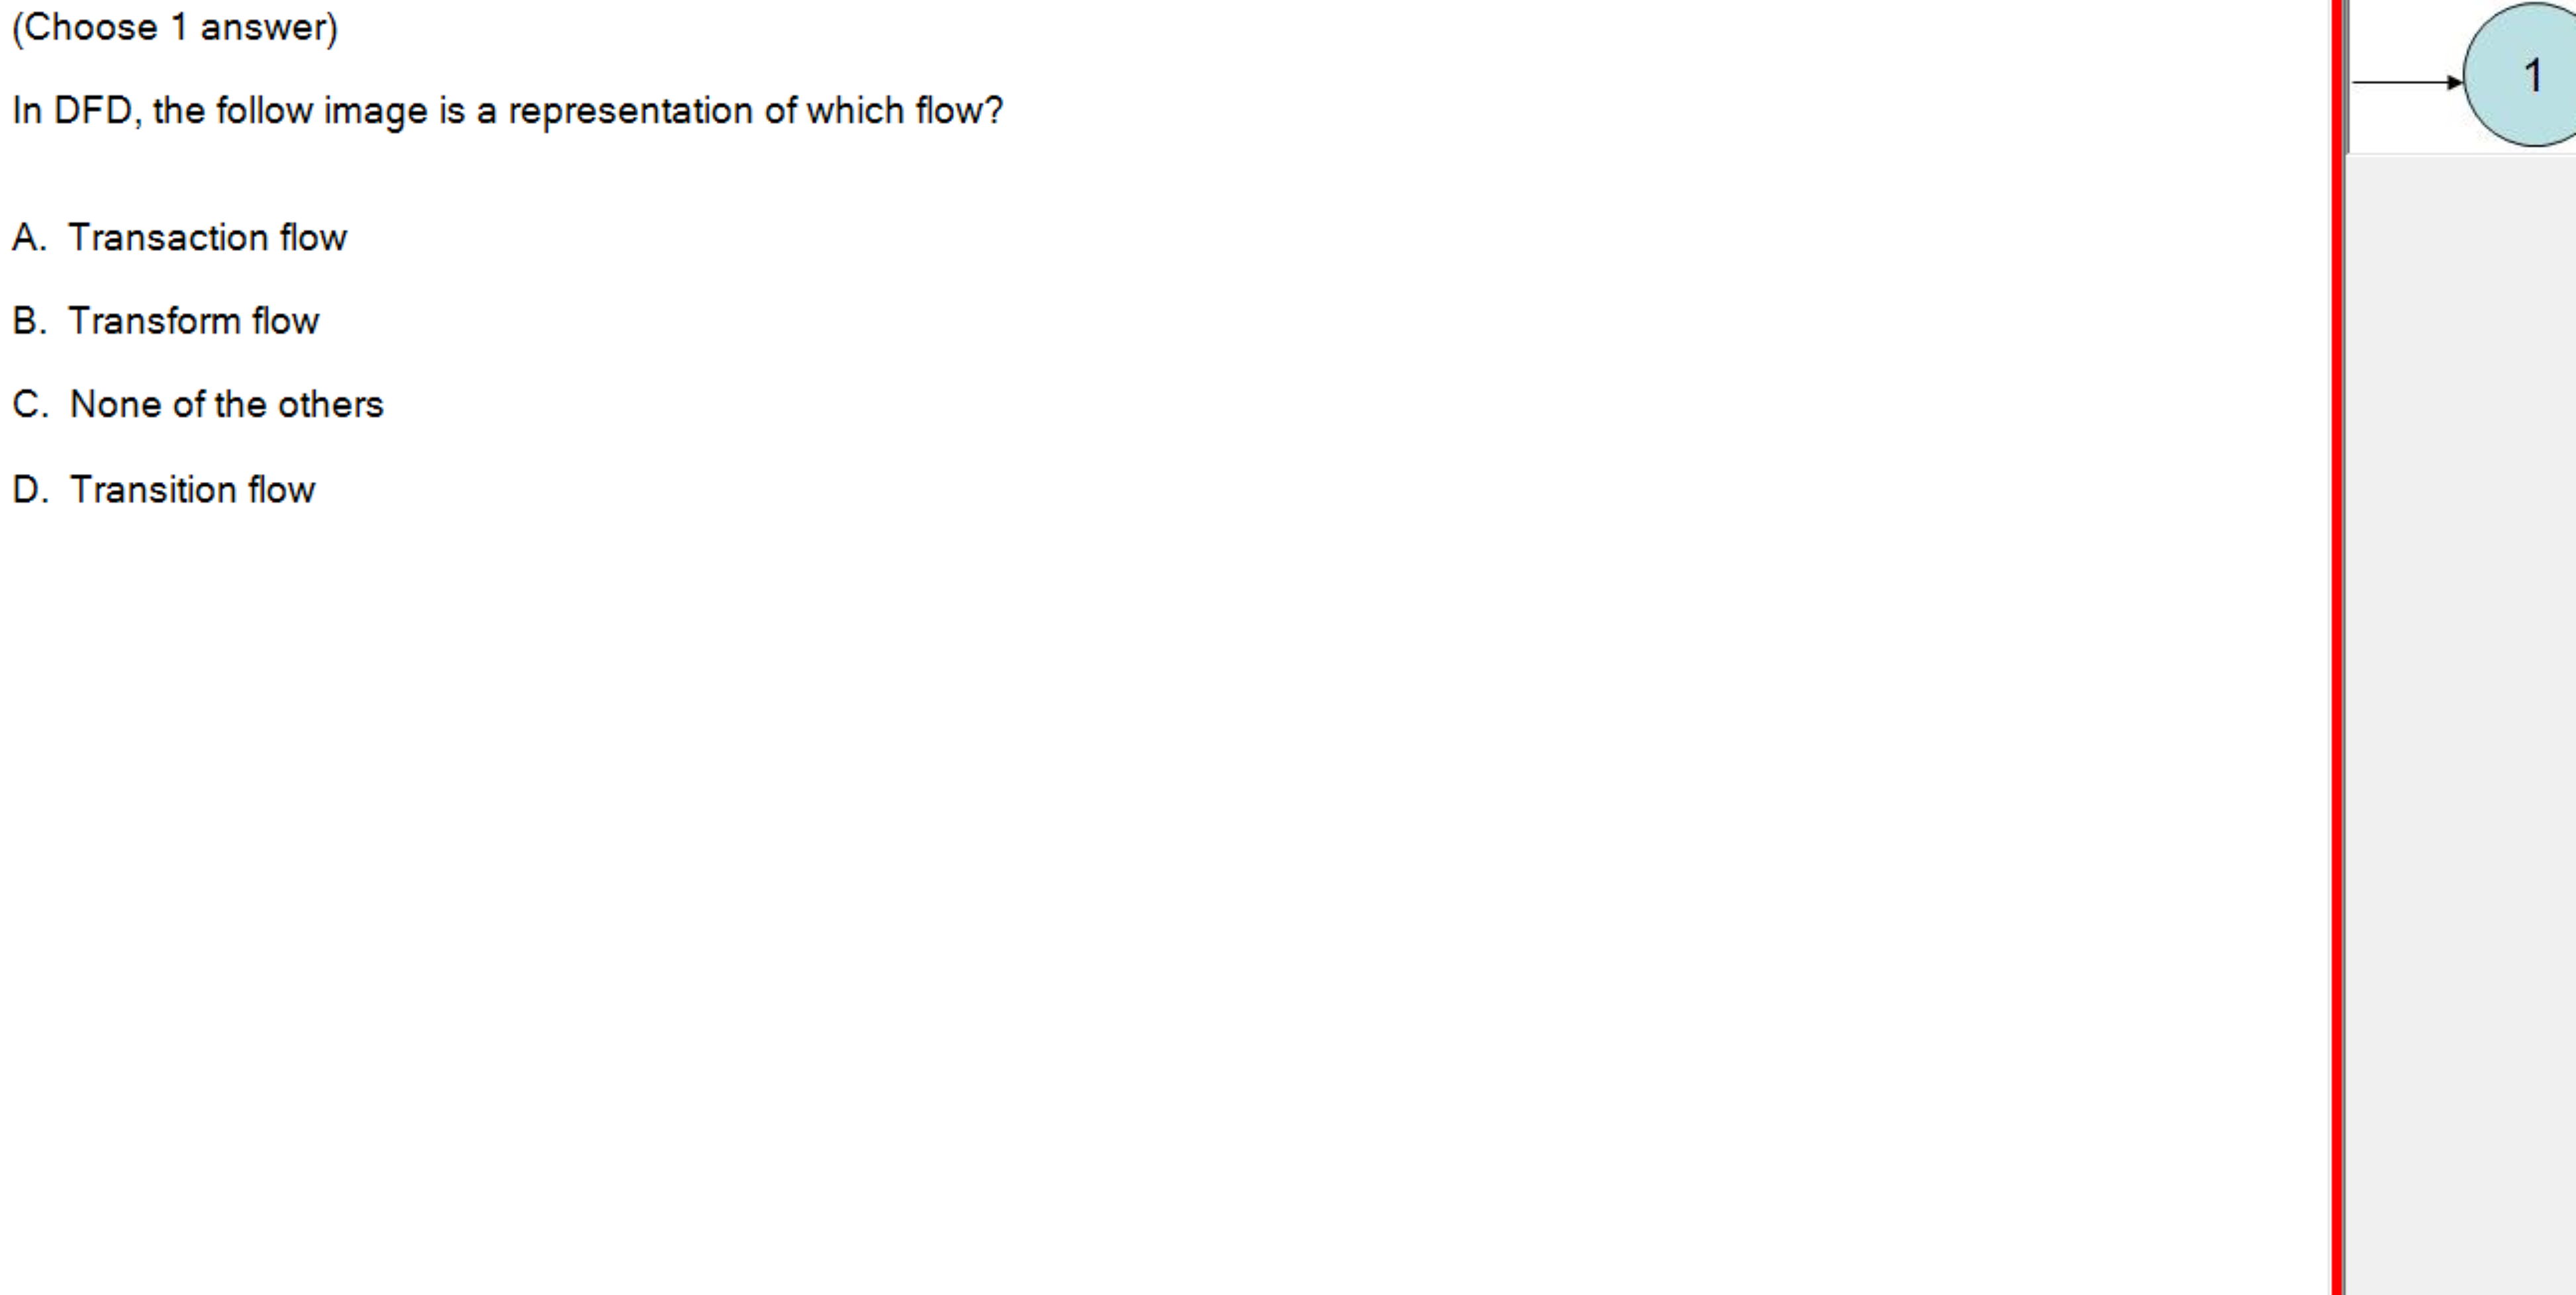 (Choose 1 answer)
In DFD, the follow image is a representation of which flow?
A. Transaction flow
B. Transform flow
C. None of the others
D. Transition flow
1